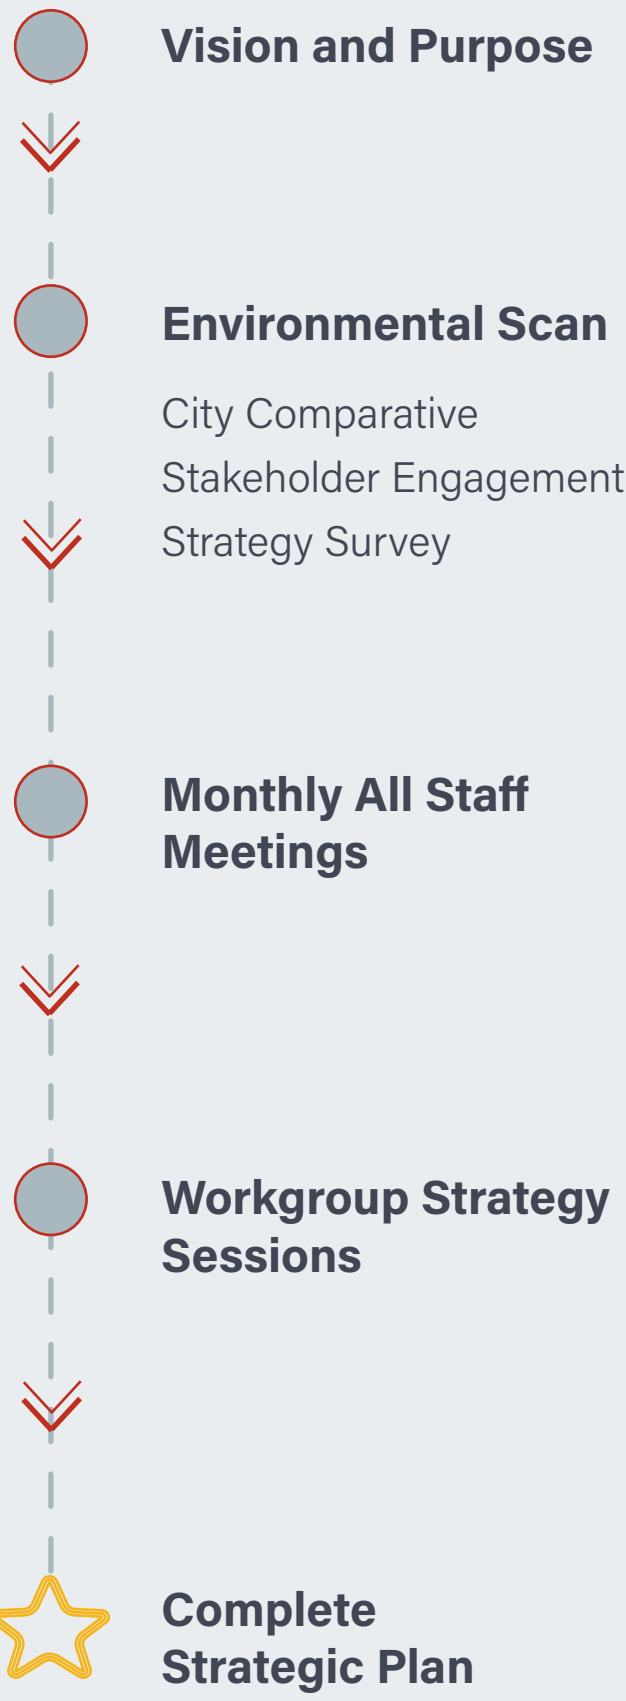 Vision and Purpose
Environmental Scan
City Comparative
Stakeholder Engagement
Strategy Survey
Monthly All Staff
Meetings
Workgroup Strategy
Sessions
Complete
Strategic Plan